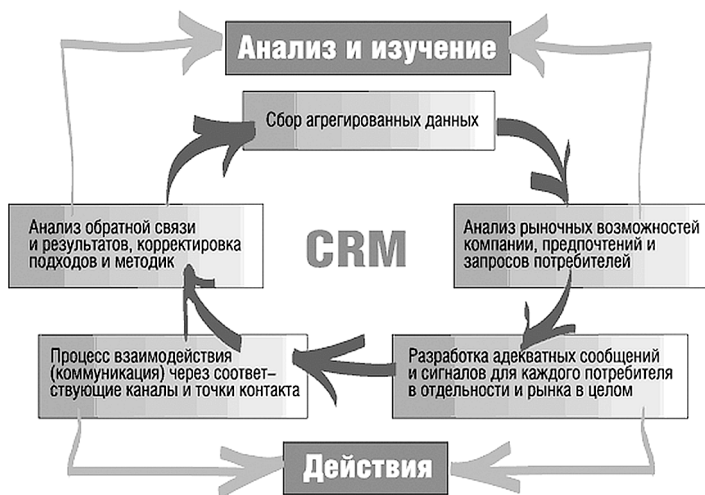 Анализ и изучение
Сбор агрегированных данных
Анализ обратной связи
и результатов, корректировка
подходов и методик
CRM
Анализ рыночных возможностей
компании, предпочтений и
запросов потребителей
Процесс взаимодействия
(коммуникация) через соответ-
ствующие каналы и точки контакта
Разработка адекватных сообщений
и сигналов для каждого потребителя
в отдельности и рынка в целом
Действия